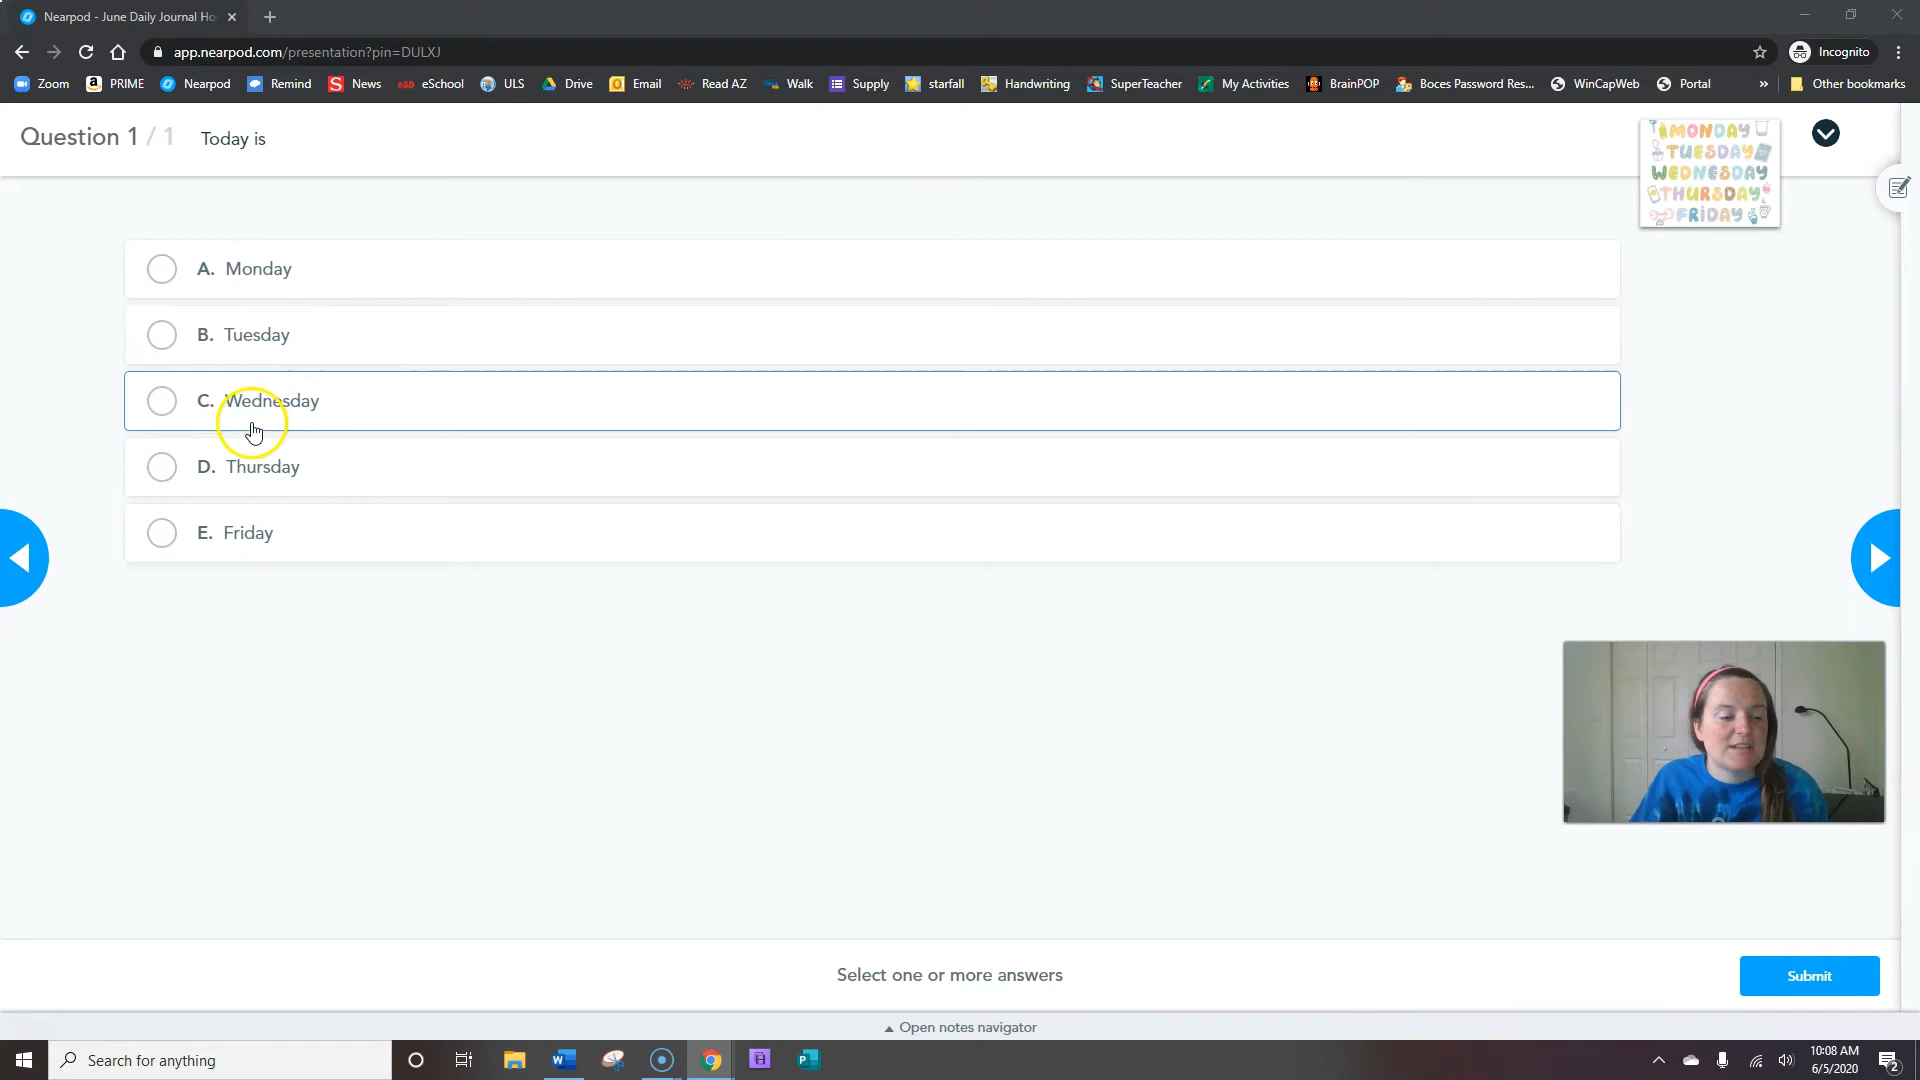 Nearpod - June Daily Journal Ho
app.nearpod.com/presentation?pin=DULXJ
Incognito
Zoom PRIME Nearpod Remind News eSchool ULS Drive Email Read AZ Walk Supply starfall Handwriting SuperTeacher My Activities BrainPOP Boces Password Res... WinCapWeb Portal » Other bookmarks
Question 1 / 1 Today is
MONDAY
TUESDAY
WEDNESDAY
THURSDAY
FRIDAY
A. Monday
B. Tuesday
C. Wednesday
D. Thursday
E. Friday
Select one or more answers
Submit
Open notes navigator
Search for anything
10:08 AM
6/5/2020
2